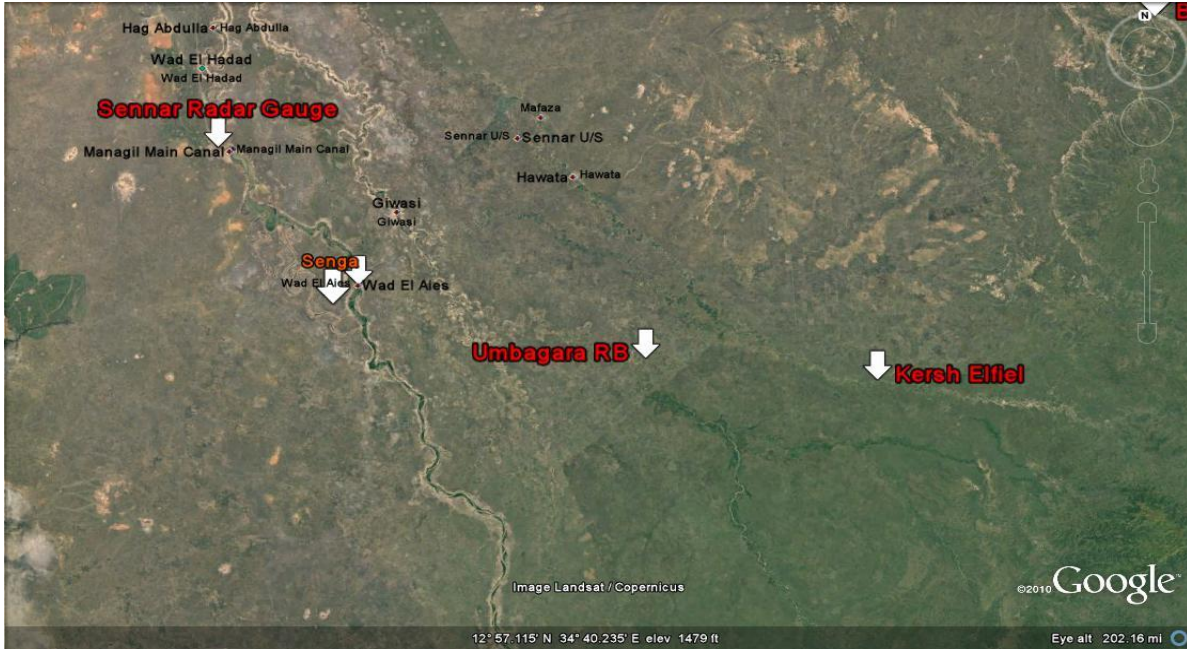 N
E
Hag Abdulla Hag Abdulla
Wad El Hadad
Wad El Hadad
Sennar Radar Gauge
Mafaza
Sennar U/S Sennar U/S
Managil Main Canal Managil Main Canal
Hawata Hawata
Giwasi
Giwasi
Senga
Wad El Aies Wad El Aies
Umbagara RB
Kersh Elfiel
Image Landsat / Copernicus
©2010 Google™
12° 57.115' N 34° 40.235' E elev 1479 ft
Eye alt 202.16 mi